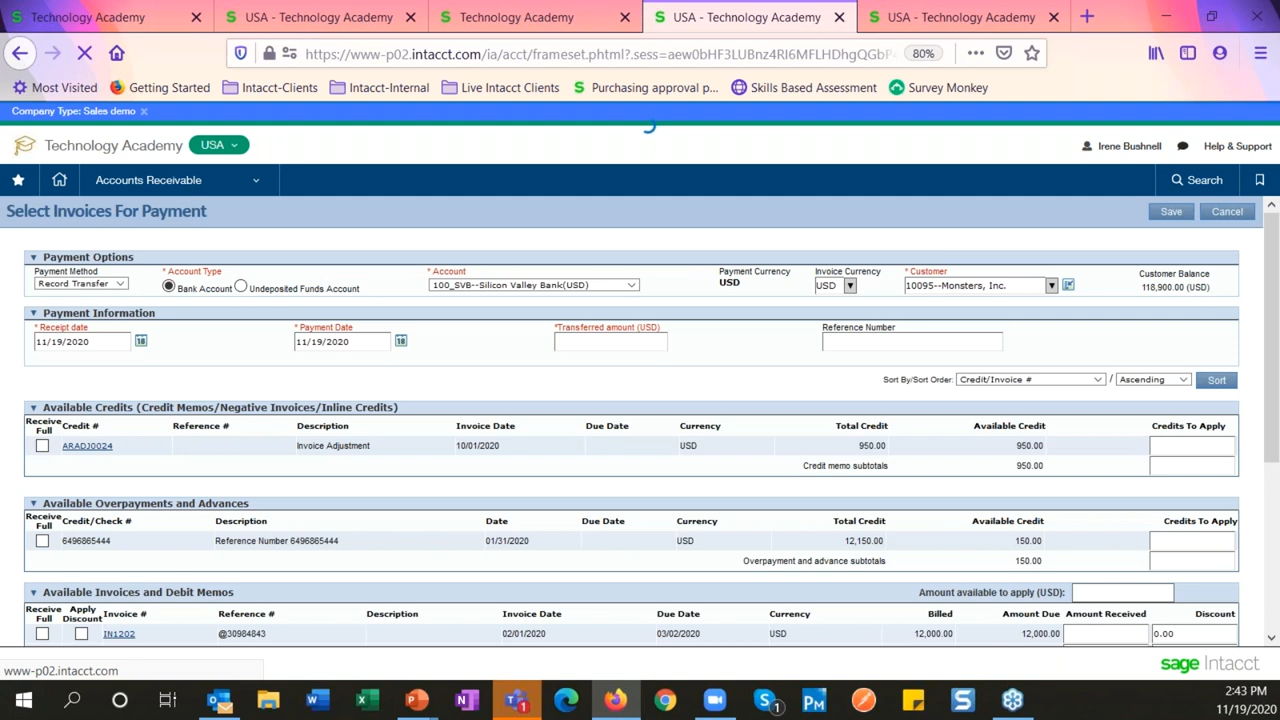 Technology Academy USA - Technology Academy Technology Academy USA - Technology Academy USA - Technology Academy
https://www-p02.intacct.com/ia/acct/frameset.phtml?.sess=aew0bHF3LUBnz4RI6MFLHDhgQGbP 80%
Most Visited Getting Started Intacct-Clients Intacct-Internal Live Intacct Clients Purchasing approval p... Skills Based Assessment Survey Monkey
Company Type: Sales demo
Technology Academy USA Irene Bushnell Help & Support
Accounts Receivable Search
Select Invoices For Payment Save Cancel
Payment Options
Payment Method * Account Type * Account Payment Currency Invoice Currency * Customer Customer Balance
Record Transfer Bank Account Undeposited Funds Account 100_SVB--Silicon Valley Bank(USD) USD USD 10095--Monsters, Inc. 118,900.00 (USD)
Payment Information
* Receipt date * Payment Date *Transferred amount (USD) Reference Number
11/19/2020 11/19/2020
Sort By/Sort Order: Credit/Invoice # / Ascending Sort
Available Credits (Credit Memos/Negative Invoices/Inline Credits)
Receive Full Credit # Reference # Description Invoice Date Due Date Currency Total Credit Available Credit Credits To Apply
ARADJ0024 Invoice Adjustment 10/01/2020 USD 950.00 950.00
Credit memo subtotals 950.00
Available Overpayments and Advances
Receive Full Credit/Check # Description Date Due Date Currency Total Credit Available Credit Credits To Apply
6496865444 Reference Number 6496865444 01/31/2020 USD 12,150.00 150.00
Overpayment and advance subtotals 150.00
Available Invoices and Debit Memos Amount available to apply (USD):
Receive Full Apply Discount Invoice # Reference # Description Invoice Date Due Date Currency Billed Amount Due Amount Received Discount
IN1202 @30984843 02/01/2020 03/02/2020 USD 12,000.00 12,000.00 0.00
www-p02.intacct.com sage Intacct
2:43 PM
11/19/2020